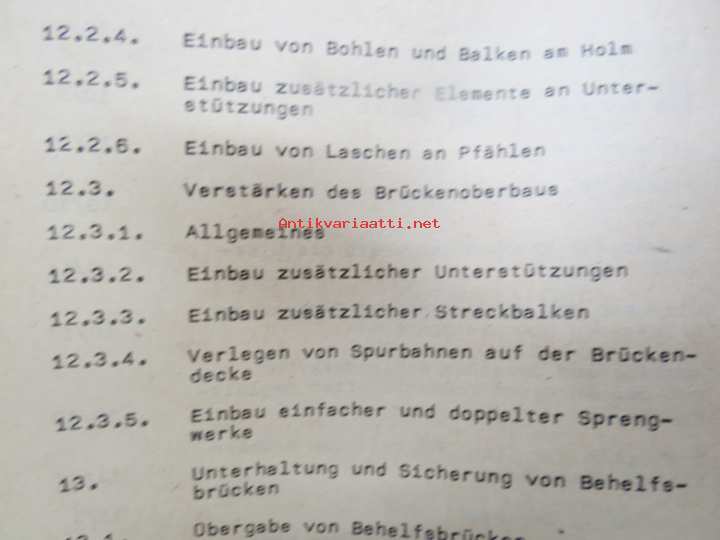 12.2.4. Einbau von Bohlen und Balken am Holm
12.2.5. Einbau zusätzlicher Elemente an Unter-
stützungen
12.2.6. Einbau von Laschen an Pfählen
12.3. Verstärken des Brückenoberbaus
Antikvariaatti.net
12.3.1. Allgemeines
12.3.2. Einbau zusätzlicher Unterstützungen
12.3.3. Einbau zusätzlicher Streckbalken
12.3.4. Verlegen von Spurbahnen auf der Brücken-
decke
12.3.5. Einbau einfacher und doppelter Spreng-
werke
13. Unterhaltung und Sicherung von Behelfs-
brücken
Übergabe von Behelfsbrücken